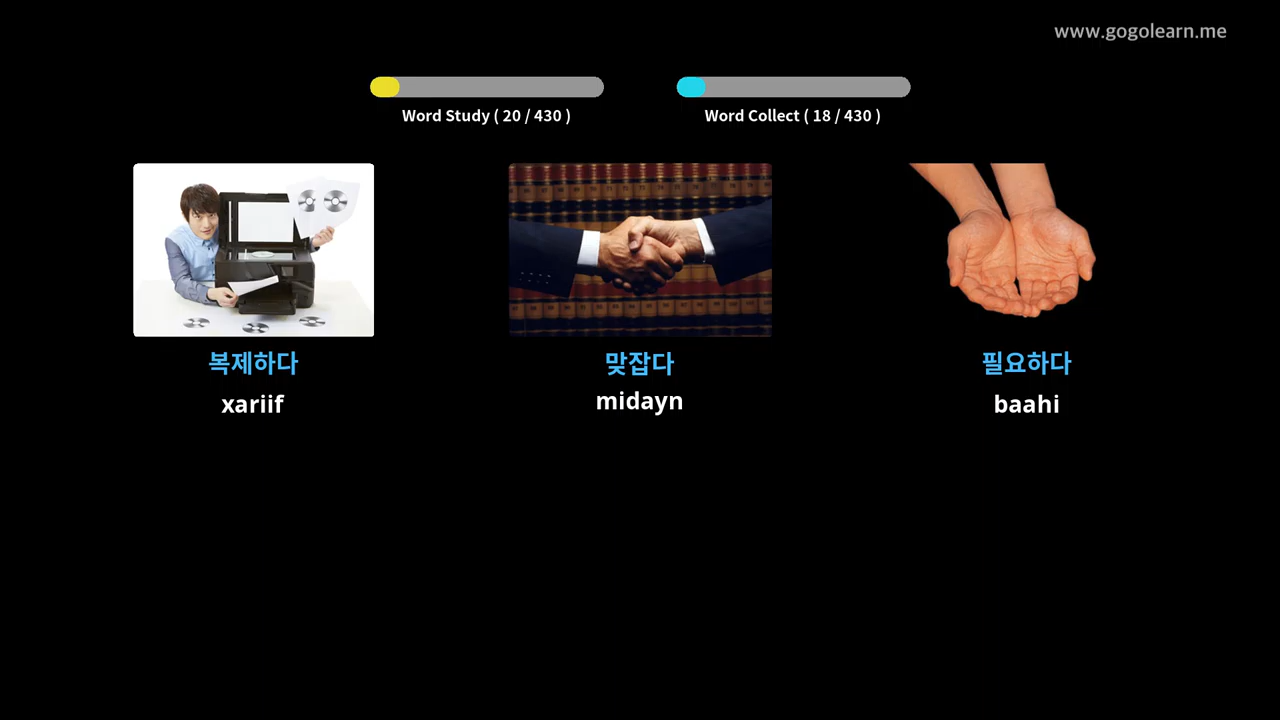 www.gogolearn.me
Word Study ( 20 / 430 )
Word Collect ( 18 / 430 )
복제하다
xariif
맞잡다
midayn
필요하다
baahi